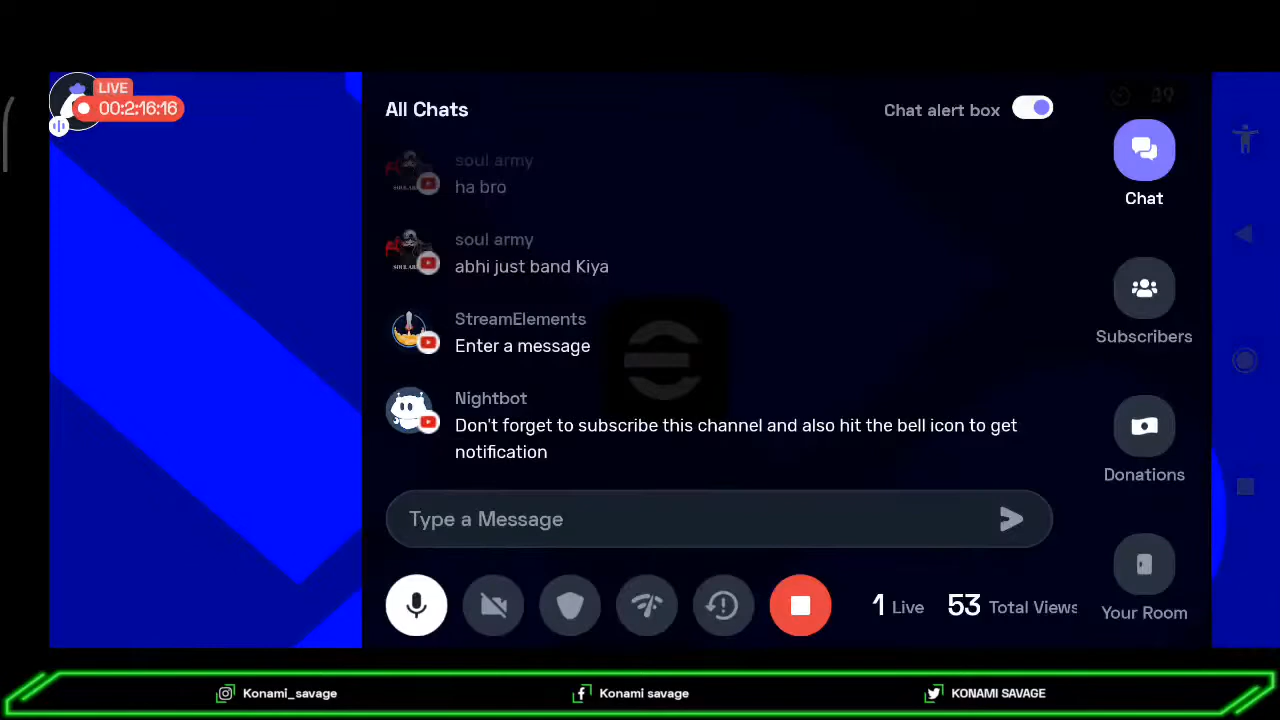 LIVE
00:2:16:16
All Chats
Chat alert box
soul army
ha bro
soul army
abhi just band Kiya
StreamElements
Enter a message
Nightbot
Don't forget to subscribe this channel and also hit the bell icon to get
notification
Type a Message
1 Live 53 Total Views
Chat
Subscribers
Donations
Your Room
Konami_savage
Konami savage
KONAMI SAVAGE